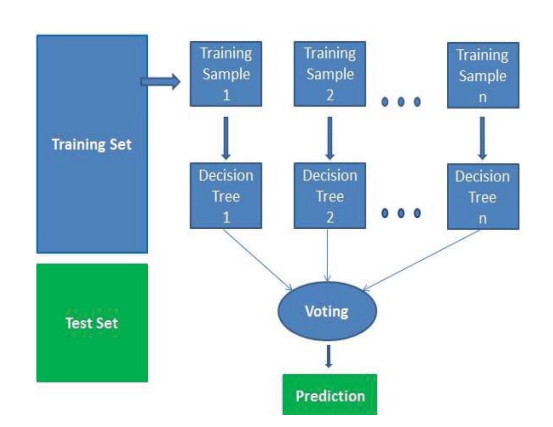 Training Set
Test Set
Training
Sample
1
Training
Sample
2
Training
Sample
n
Decision
Tree
1
Decision
Tree
2
Decision
Tree
n
Voting
Prediction